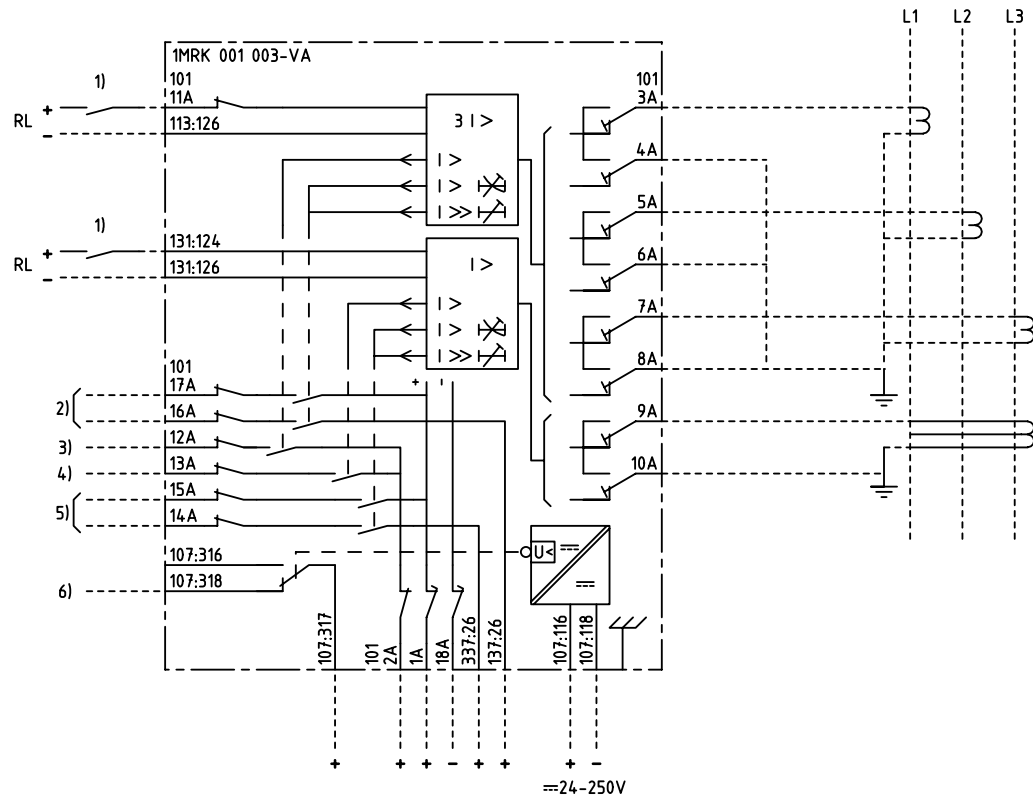 L1 L2 L3
1MRK 001 003-VA
1)
101
101
11A
3A
RL
+
-
113:126
3 I >
4A
I >
I >
I >>
5A
1)
131:124
RL
+
-
131:126
I >
6A
I >
7A
I >
I >>
8A
101
17A
+ -
2)
16A
9A
3)
12A
4)
13A
10A
15A
5)
14A
U<
107:316
6)
107:318
107:317
101
2A
1A
18A
337:26
137:26
107:116
107:118
+ + + - + + + -
24-250V